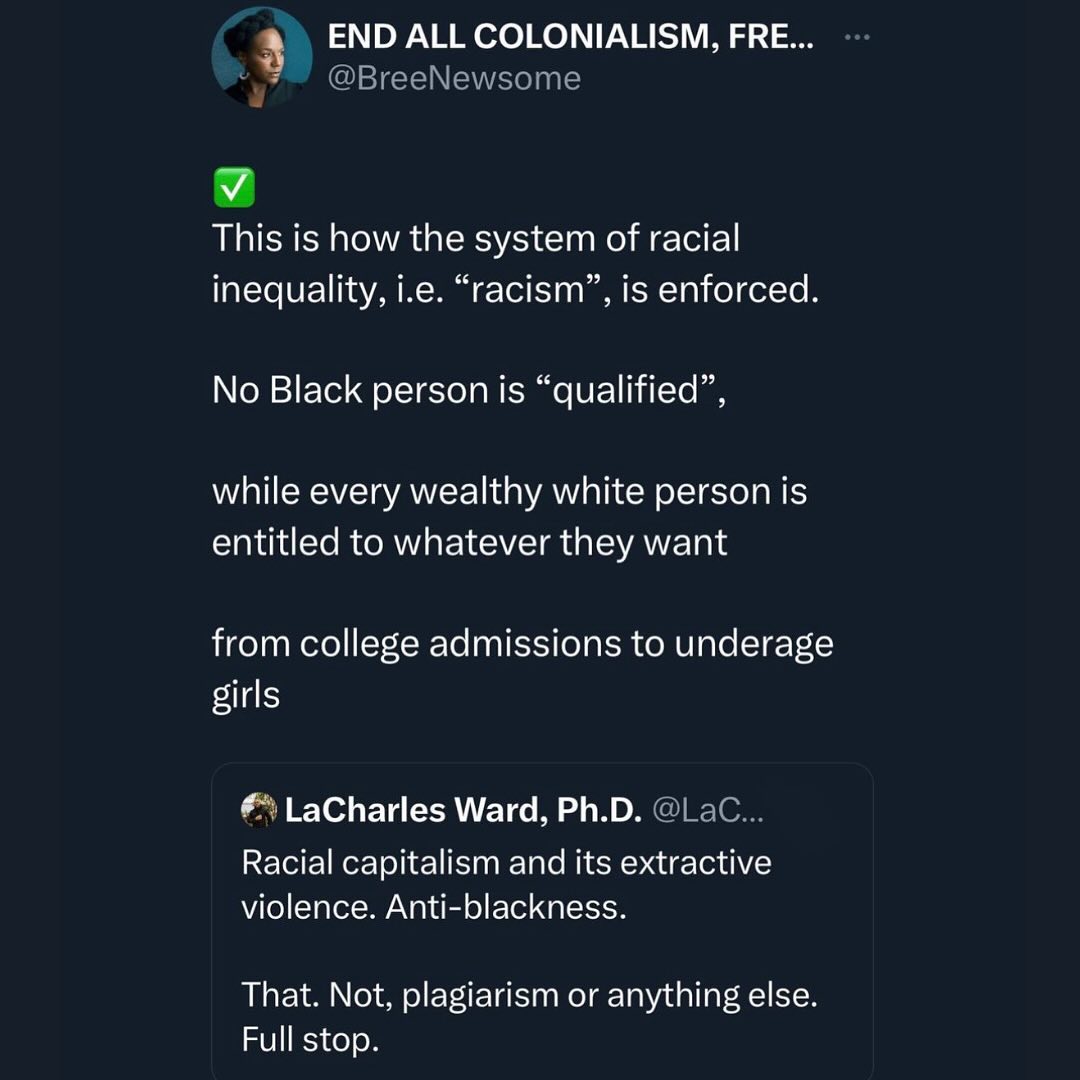 END ALL COLONIALISM, FRE...
@BreeNewsome
This is how the system of racial
inequality, i.e. “racism”, is enforced.
No Black person is “qualified”,
while every wealthy white person is
entitled to whatever they want
from college admissions to underage
girls
LaCharles Ward, Ph.D. @LaC...
Racial capitalism and its extractive
violence. Anti-blackness.
That. Not, plagiarism or anything else.
Full stop.